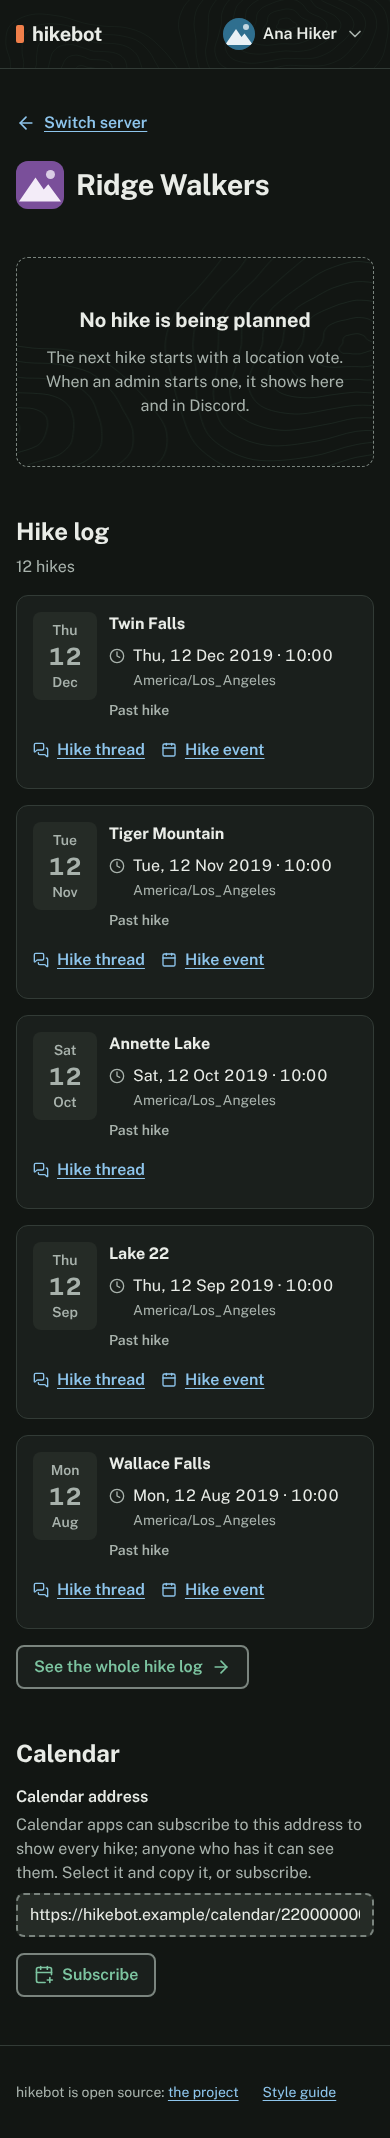 hikebot
Ana Hiker
Switch server
Ridge Walkers
No hike is being planned
The next hike starts with a location vote.
When an admin starts one, it shows here
and in Discord.
Hike log
12 hikes
Thu
12
Dec
Twin Falls
Thu, 12 Dec 2019 · 10:00
America/Los_Angeles
Past hike
Hike thread
Hike event
Tue
12
Nov
Tiger Mountain
Tue, 12 Nov 2019 · 10:00
America/Los_Angeles
Past hike
Hike thread
Hike event
Sat
12
Oct
Annette Lake
Sat, 12 Oct 2019 · 10:00
America/Los_Angeles
Past hike
Hike thread
Thu
12
Sep
Lake 22
Thu, 12 Sep 2019 · 10:00
America/Los_Angeles
Past hike
Hike thread
Hike event
Mon
12
Aug
Wallace Falls
Mon, 12 Aug 2019 · 10:00
America/Los_Angeles
Past hike
Hike thread
Hike event
See the whole hike log
Calendar
Calendar address
Calendar apps can subscribe to this address to
show every hike; anyone who has it can see
them. Select it and copy it, or subscribe.
https://hikebot.example/calendar/220000000
Subscribe
hikebot is open source: the project
Style guide